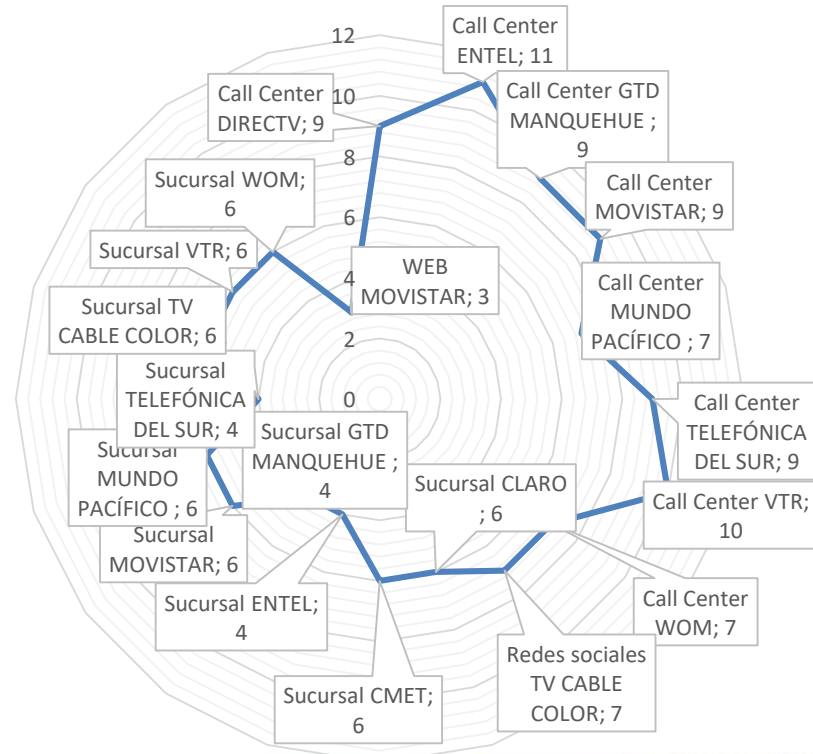 12
10
8
6
4
2
0
Call Center
DIRECTV; 9
Call Center
ENTEL; 11
Call Center GTD
MANQUEHUE ;
9
Call Center
MOVISTAR; 9
Call Center
MUNDO
PACÍFICO ; 7
Call Center
TELEFÓNICA
DEL SUR; 9
Call Center VTR;
10
Call Center
WOM; 7
Redes sociales
TV CABLE
COLOR; 7
Sucursal CLARO
; 6
Sucursal CMET;
6
Sucursal ENTEL;
4
Sucursal GTD
MANQUEHUE ;
4
Sucursal
MOVISTAR; 6
Sucursal
MUNDO
PACÍFICO ; 6
Sucursal
TELEFÓNICA
DEL SUR; 4
Sucursal TV
CABLE COLOR; 6
Sucursal VTR; 6
Sucursal WOM;
6
WEB
MOVISTAR; 3